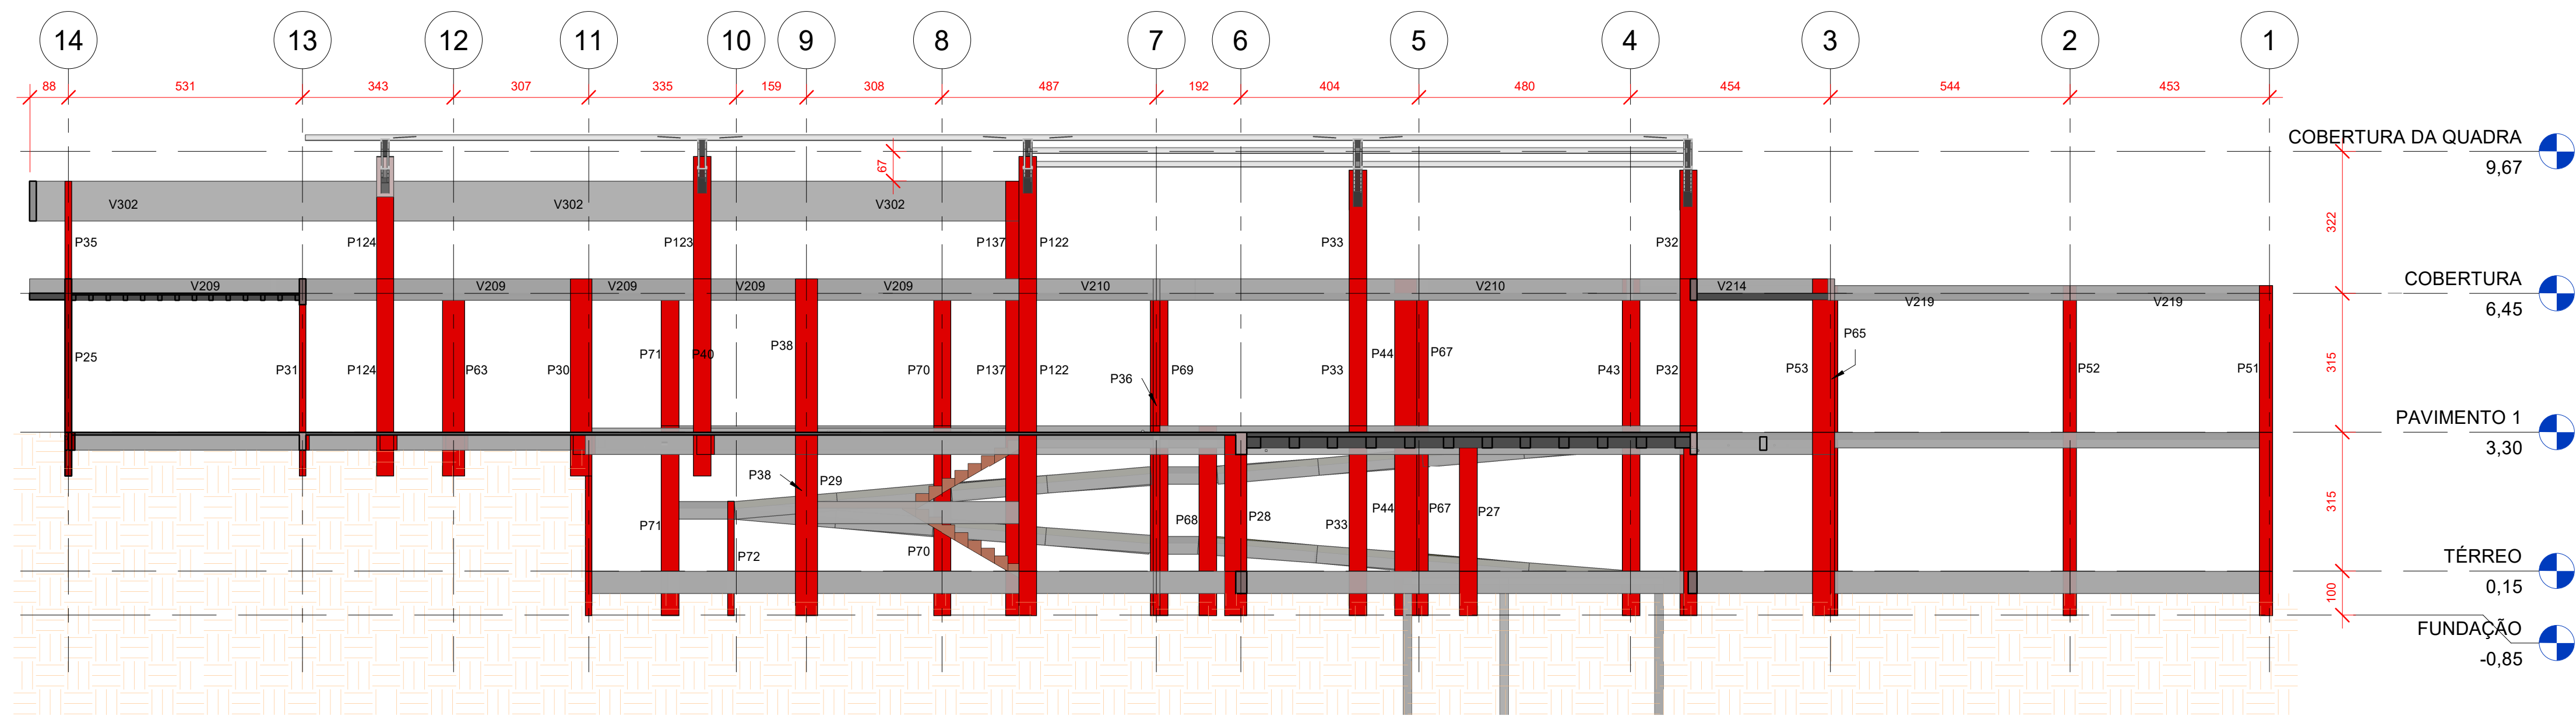 14 13 12 11 10 9 8 7 6 5 4 3 2 1
88 531 343 307 335 159 308 487 192 404 480 454 544 453
COBERTURA DA QUADRA
9,67
67
V302 V302 V302
322
P35 P124 P123 P137 P122 P33 P32
COBERTURA
6,45
V209 V209 V209 V209 V209 V210 V210 V214
V219 V219
P65
P25 P71 P40 P38 P44 P67
315
P31 P124 P63 P30 P70 P137 P122 P36 P69 P33 P43 P32 P53 P52 P51
PAVIMENTO 1
3,30
P38 P29
315
P71 P68 P28 P33 P44 P67 P27
P72 P70
TÉRREO
0,15
100
FUNDAÇÃO
-0,85